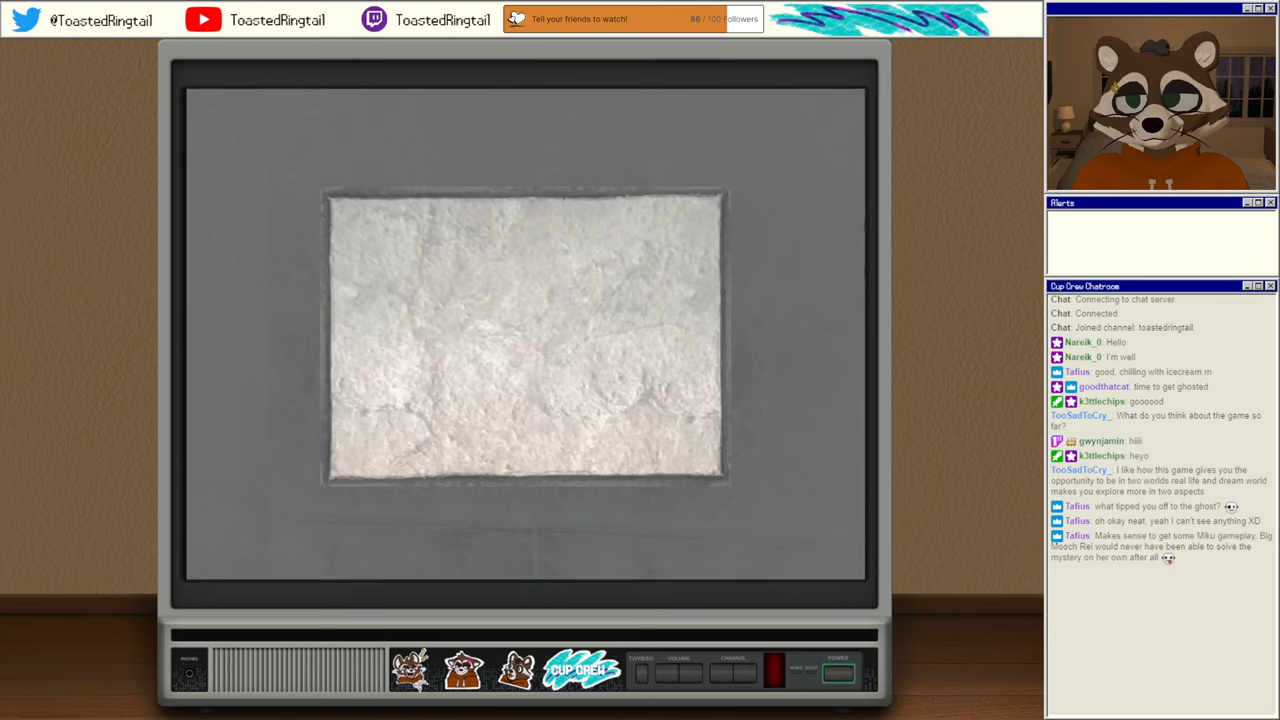 @ToastedRingtail
ToastedRingtail
ToastedRingtail
Tell your friends to watch!
86 / 100 Followers
Alerts
Cup Crew Chatroom
Chat: Connecting to chat server..
Chat: Connected.
Chat: Joined channel: toastedringtail.
Nareik_0: Hello
Nareik_0: I'm well
Tafius: good, chilling with icecream rn
goodthatcat: time to get ghosted
k3ttlechips: goooood
TooSadToCry_: What do you think about the game so
far?
gwynjamin: hiiii
k3ttlechips: heyo
TooSadToCry_: I like how this game gives you the
opportunity to be in two worlds real life and dream world
makes you explore more in two aspects
Tafius: what tipped you off to the ghost?
Tafius: oh okay neat, yeah I can't see anything XD
Tafius: Makes sense to get some Miku gameplay, Big
Mooch Rei would never have been able to solve the
mystery on her own after all
PHONES
CUP CREW
TV/VIDEO
VOLUME
CHANNEL
POWER